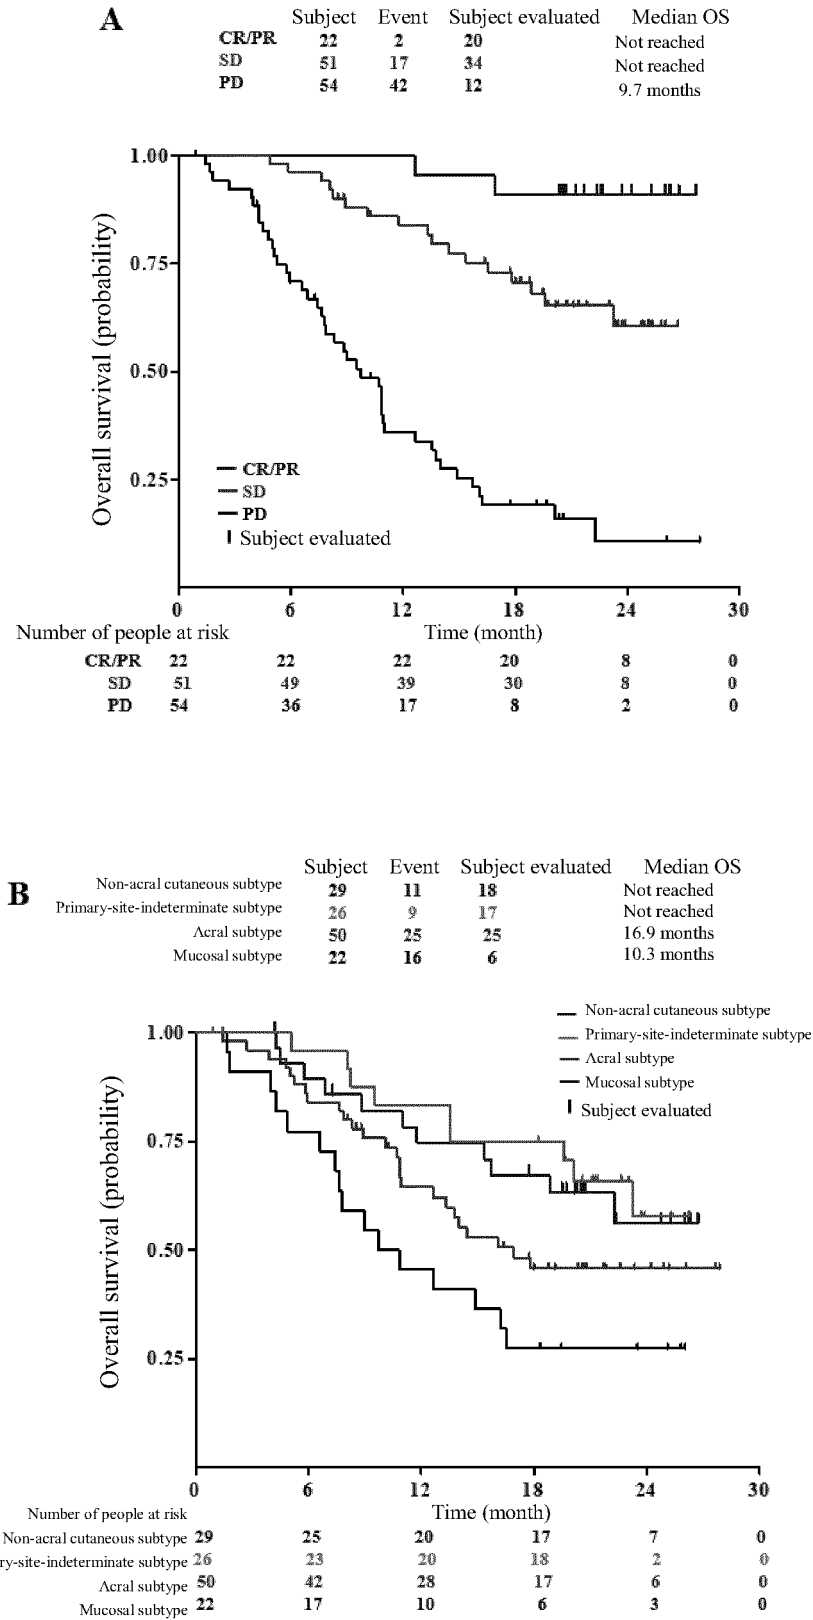 A
Subject Event Subject evaluated Median OS
CR/PR 22 2 20 Not reached
SD 51 17 34 Not reached
PD 54 42 12 9.7 months
1.00
0.75
0.50
0.25
Overall survival (probability)
CR/PR
SD
PD
Subject evaluated
0 6 12 18 24 30
Number of people at risk Time (month)
CR/PR 22 22 22 20 8 0
SD 51 49 39 30 8 0
PD 54 36 17 8 2 0
B
Subject Event Subject evaluated Median OS
Non-acral cutaneous subtype 29 11 18 Not reached
Primary-site-indeterminate subtype 26 9 17 Not reached
Acral subtype 50 25 25 16.9 months
Mucosal subtype 22 16 6 10.3 months
Non-acral cutaneous subtype
Primary-site-indeterminate subtype
Acral subtype
Mucosal subtype
Subject evaluated
1.00
0.75
0.50
0.25
Overall survival (probability)
0 6 12 18 24 30
Number of people at risk Time (month)
Non-acral cutaneous subtype 29 25 20 17 7 0
ry-site-indeterminate subtype 26 23 20 18 2 0
Acral subtype 50 42 28 17 6 0
Mucosal subtype 22 17 10 6 3 0